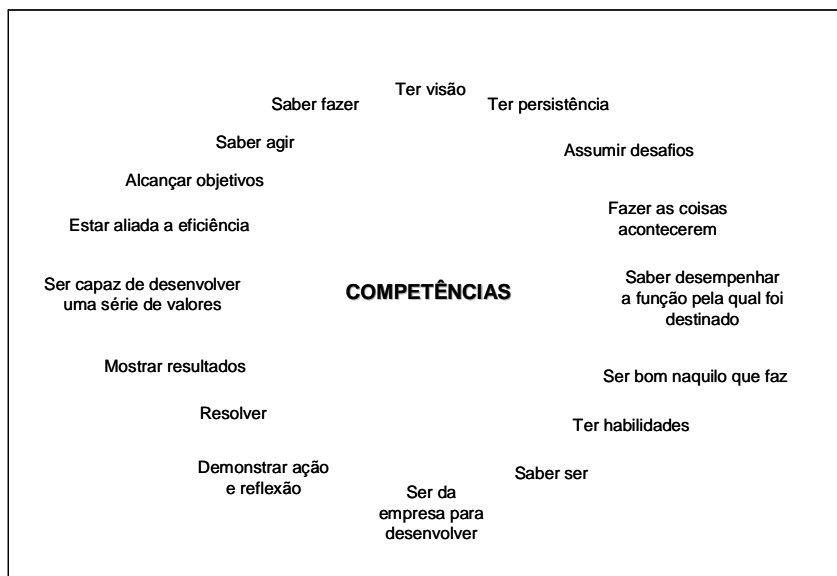 Ter visão
Saber fazer
Ter persistência
Saber agir
Assumir desafios
Alcançar objetivos
Fazer as coisas
acontecerem
Estar aliada a eficiência
Saber desempenhar
a função pela qual foi
destinado
Ser capaz de desenvolver
uma série de valores
COMPETÊNCIAS
Mostrar resultados
Ser bom naquilo que faz
Resolver
Ter habilidades
Demonstrar ação
e reflexão
Saber ser
Ser da
empresa para
desenvolver